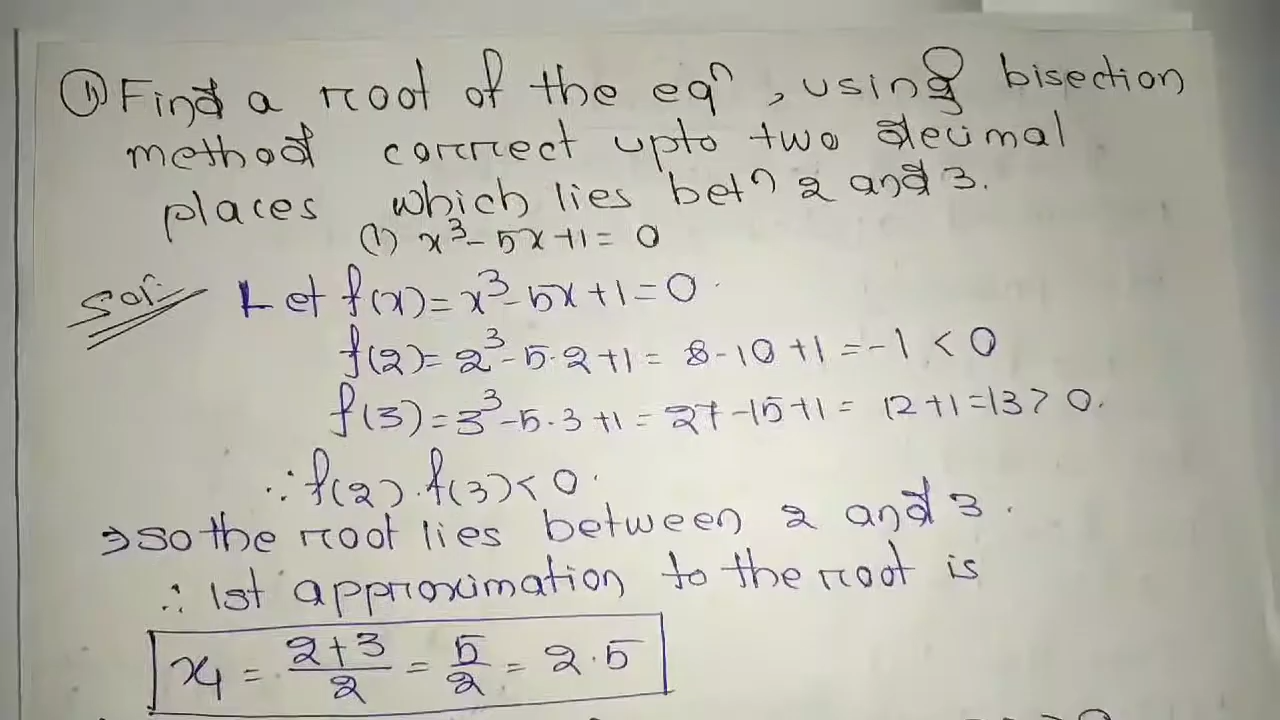 ① Find a root of the eqⁿ, using bisection
method correct upto two decimal
places which lies betⁿ 2 and 3.
(1) x³-5x+1=0
Sol:-
Let f(x)=x³-5x+1=0.
f(2)=2³-5·2+1= 8-10+1=-1<0
f(3)=3³-5·3+1=27-15+1= 12+1=13>0.
∴f(2).f(3)<0.
⇒So the root lies between 2 and 3.
∴ 1st approximation to the root is
x₁ = (2+3)/2 = 5/2 = 2.5